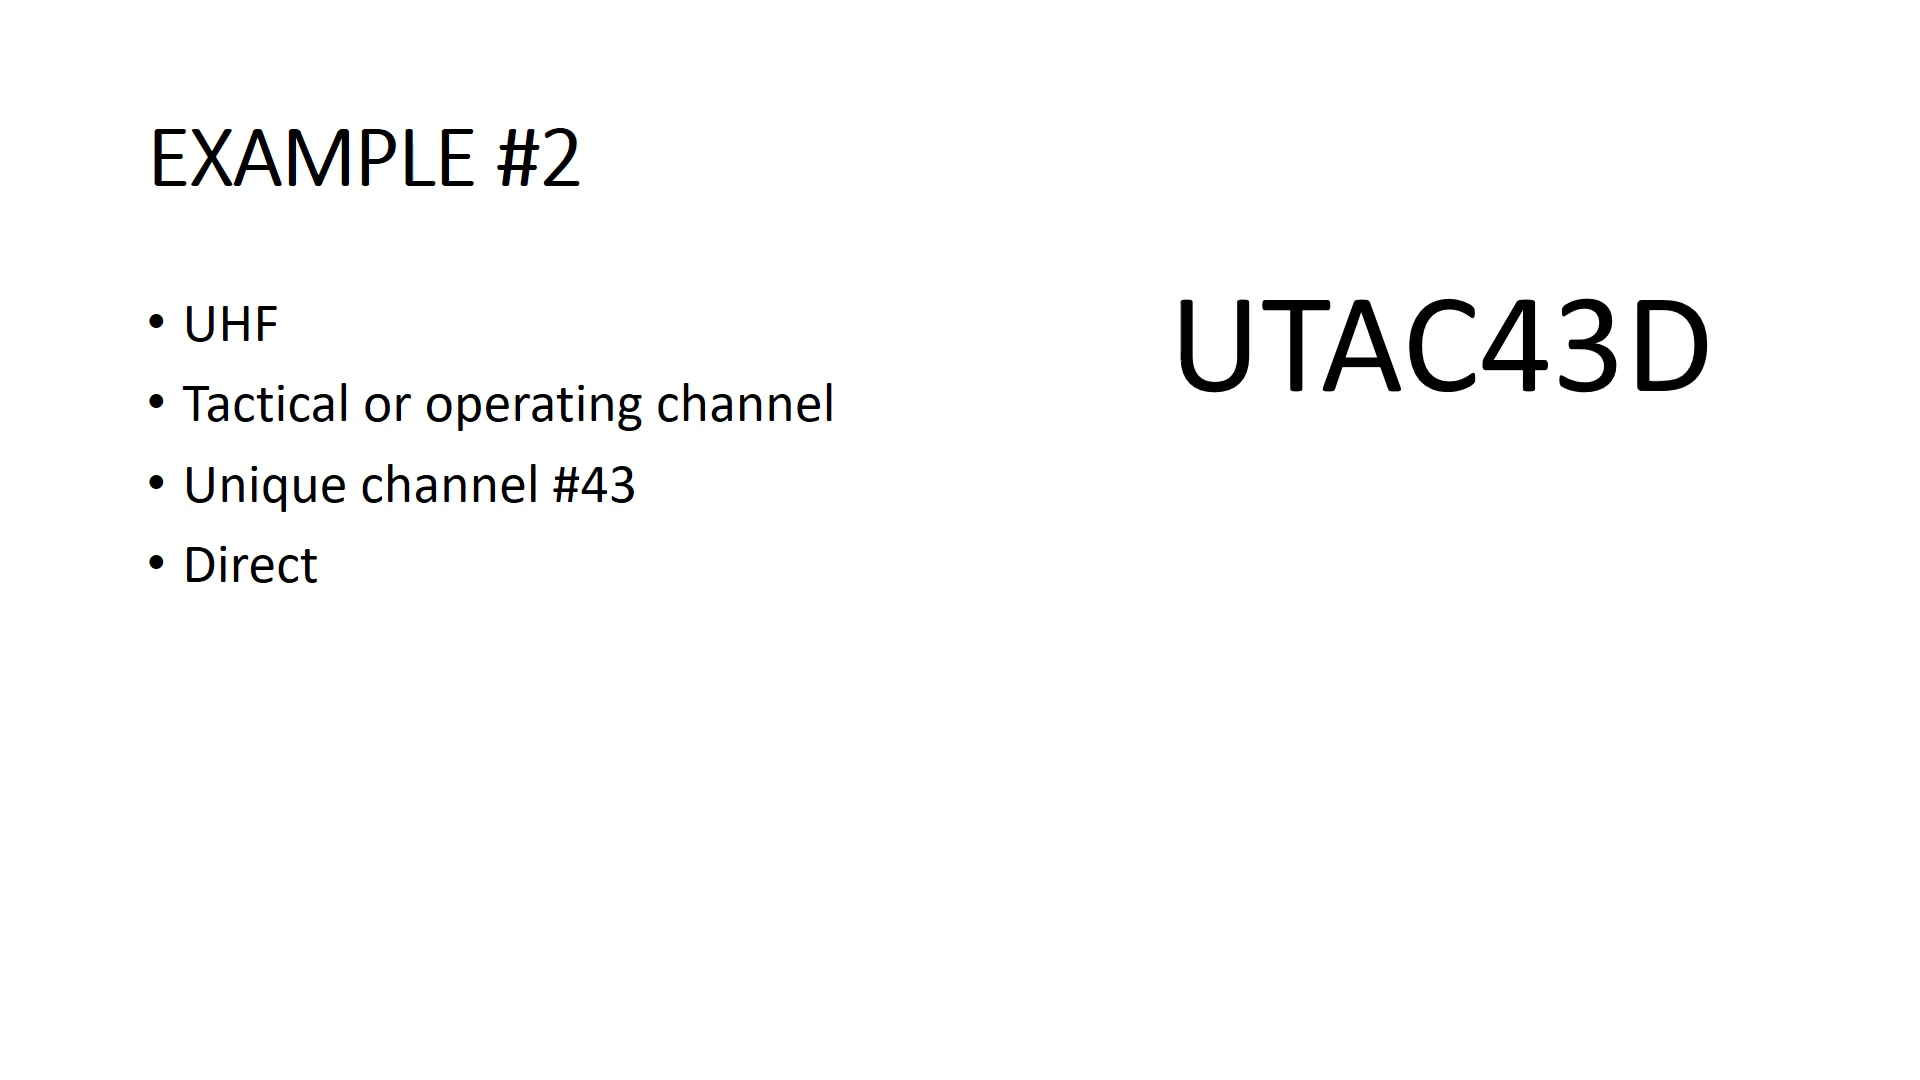 EXAMPLE #2
• UHF
• Tactical or operating channel
• Unique channel #43
• Direct
UTAC43D